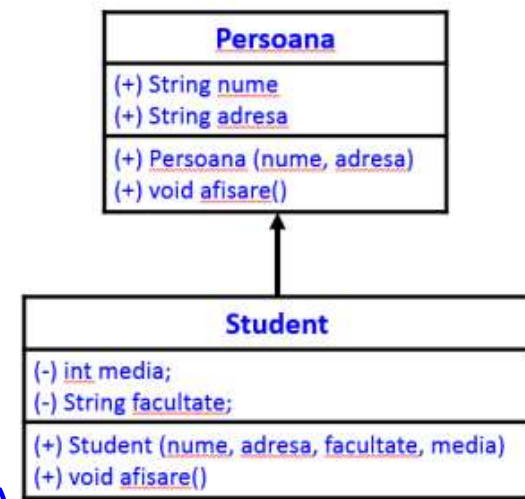 Persoana
(+) String nume
(+) String adresa
(+) Persoana (nume, adresa)
(+) void afisare()
Student
(-) int media;
(-) String facultate;
(+) Student (nume, adresa, facultate, media)
(+) void afisare()